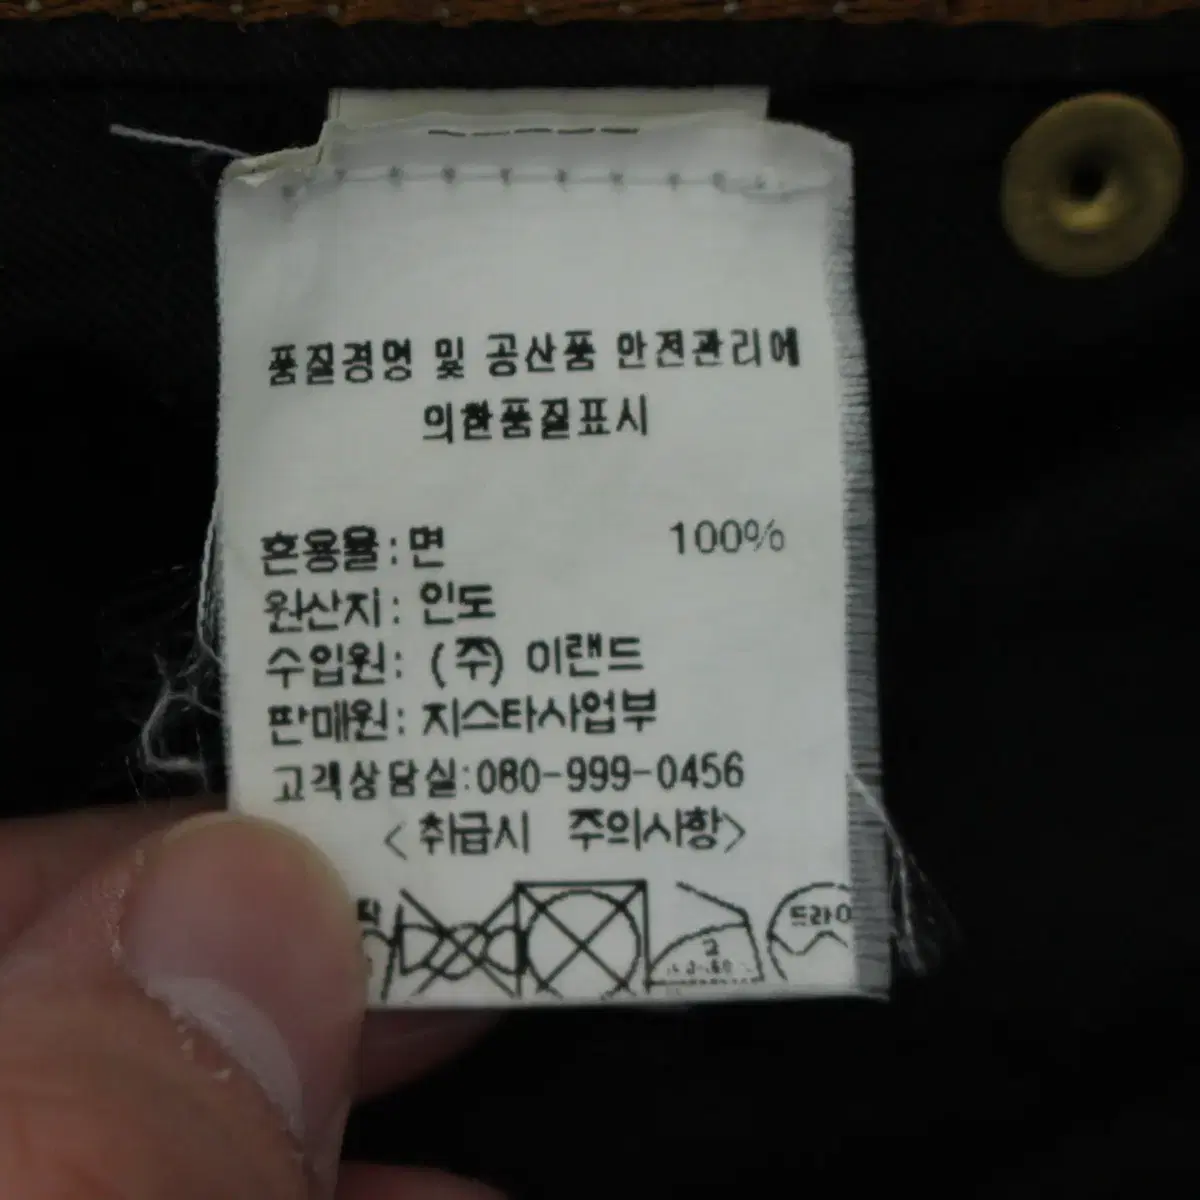 품질경영 및 공산품 안전관리에
의한품질표시
혼용율:면 100%
원산지: 인도
수입원: (주) 이랜드
판매원: 지스타사업부
고객상담실:080-999-0456
<취급시 주의사항>
드라이